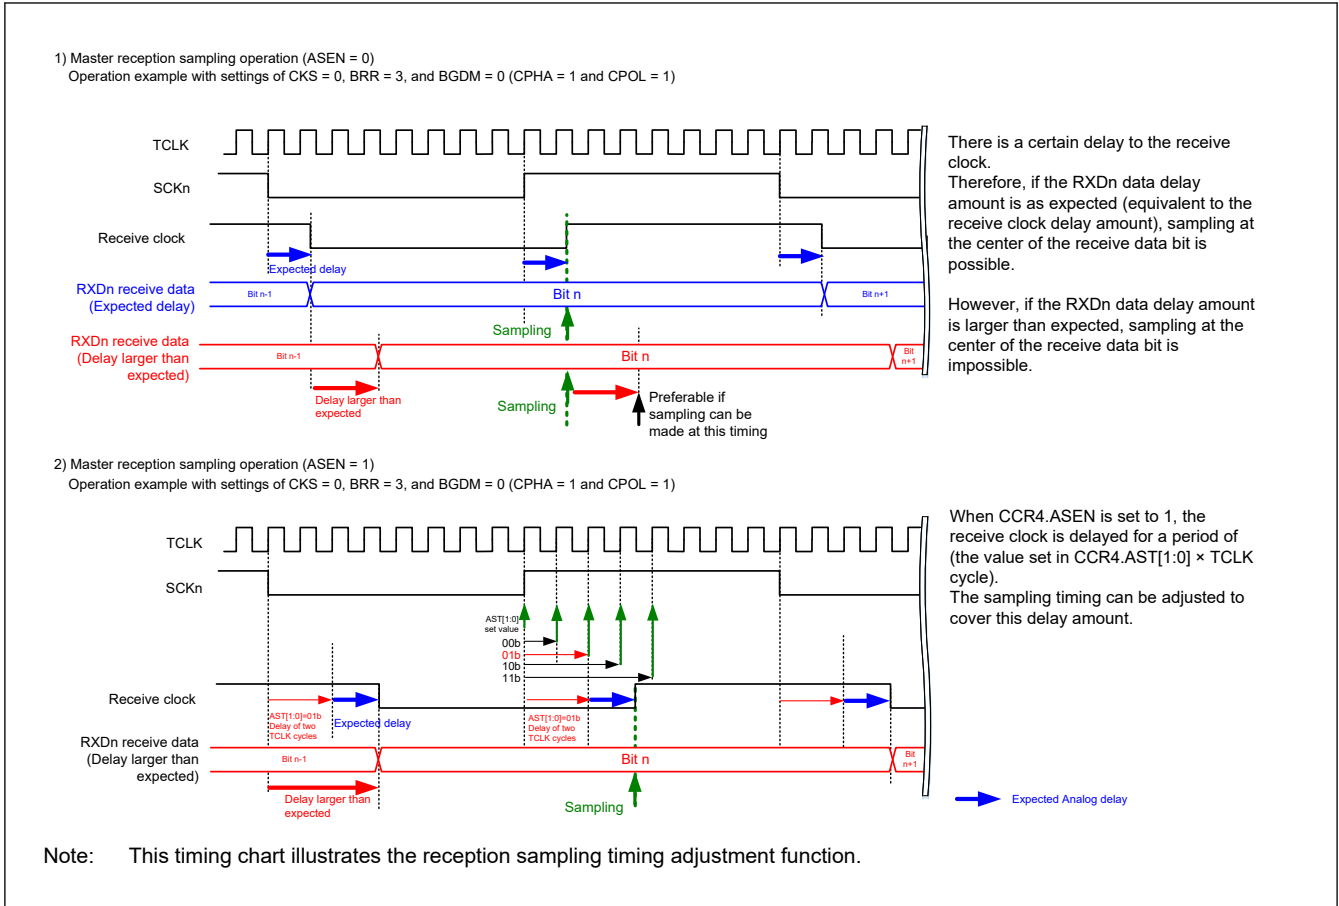 1) Master reception sampling operation (ASEN = 0)
Operation example with settings of CKS = 0, BRR = 3, and BGDM = 0 (CPHA = 1 and CPOL = 1)
TCLK
SCKn
Receive clock
Expected delay
RXDn receive data
(Expected delay)
Bit n-1
Bit n
Bit n+1
Sampling
RXDn receive data
(Delay larger than
expected)
Bit n-1
Bit n
Bit
n+1
Delay larger than
expected
Sampling
Preferable if
sampling can be
made at this timing
There is a certain delay to the receive
clock.
Therefore, if the RXDn data delay
amount is as expected (equivalent to the
receive clock delay amount), sampling at
the center of the receive data bit is
possible.
However, if the RXDn data delay amount
is larger than expected, sampling at the
center of the receive data bit is
impossible.
2) Master reception sampling operation (ASEN = 1)
Operation example with settings of CKS = 0, BRR = 3, and BGDM = 0 (CPHA = 1 and CPOL = 1)
TCLK
SCKn
AST[1:0]
set value
00b
01b
10b
11b
Receive clock
AST[1:0]=01b
Delay of two
TCLK cycles
Expected delay
AST[1:0]=01b
Delay of two
TCLK cycles
RXDn receive data
(Delay larger than
expected)
Bit n-1
Bit n
Bit
n+1
Delay larger than
expected
Sampling
When CCR4.ASEN is set to 1, the
receive clock is delayed for a period of
(the value set in CCR4.AST[1:0] × TCLK
cycle).
The sampling timing can be adjusted to
cover this delay amount.
Expected Analog delay
Note: This timing chart illustrates the reception sampling timing adjustment function.